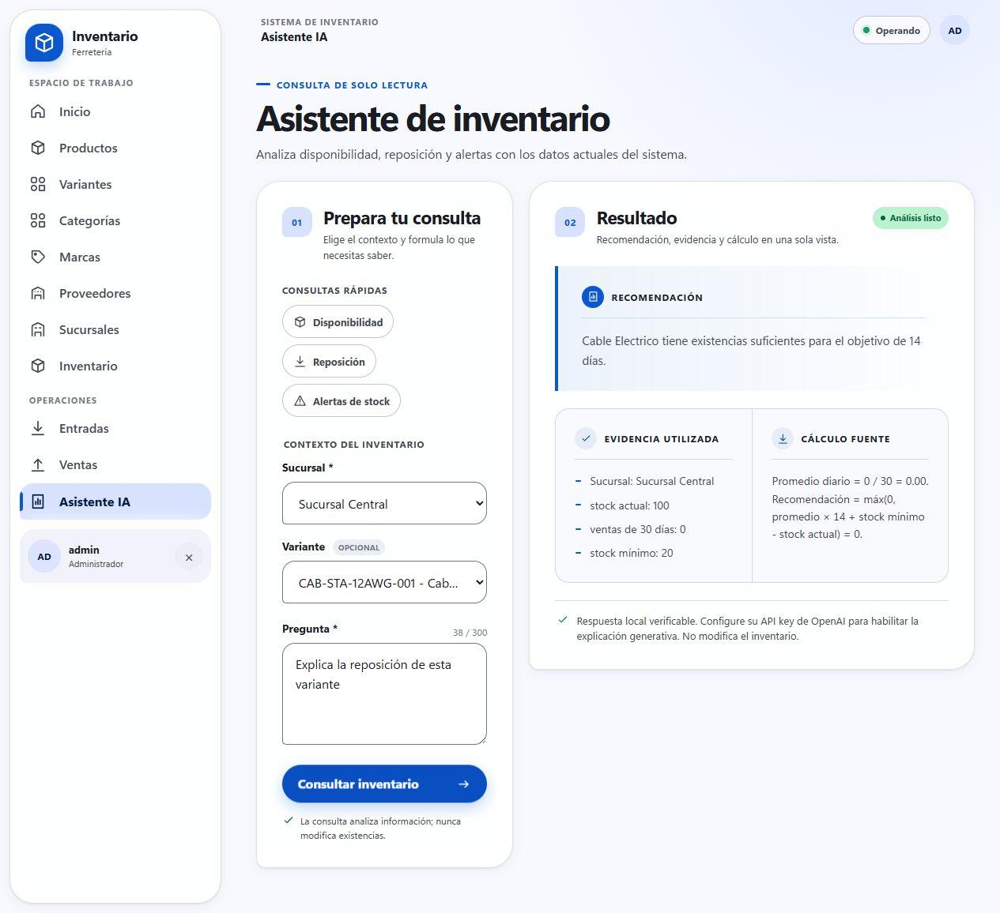 Inventario
Ferretería
ESPACIO DE TRABAJO
Inicio
Productos
Variantes
Categorías
Marcas
Proveedores
Sucursales
Inventario
OPERACIONES
Entradas
Ventas
Asistente IA
AD
admin
Administrador
×
SISTEMA DE INVENTARIO
Asistente IA
Operando
AD
CONSULTA DE SOLO LECTURA
Asistente de inventario
Analiza disponibilidad, reposición y alertas con los datos actuales del sistema.
01
Prepara tu consulta
Elige el contexto y formula lo que
necesitas saber.
CONSULTAS RÁPIDAS
Disponibilidad
Reposición
Alertas de stock
CONTEXTO DEL INVENTARIO
Sucursal *
Sucursal Central
Variante OPCIONAL
CAB-STA-12AWG-001 - Cab...
Pregunta *
38 / 300
Explica la reposición de esta
variante
Consultar inventario →
La consulta analiza información; nunca
modifica existencias.
02
Resultado
Recomendación, evidencia y cálculo en una sola vista.
Análisis listo
RECOMENDACIÓN
Cable Electrico tiene existencias suficientes para el objetivo de 14
días.
EVIDENCIA UTILIZADA
Sucursal: Sucursal Central
stock actual: 100
ventas de 30 días: 0
stock mínimo: 20
CÁLCULO FUENTE
Promedio diario = 0 / 30 = 0.00.
Recomendación = máx(0,
promedio × 14 + stock mínimo
- stock actual) = 0.
Respuesta local verificable. Configure su API key de OpenAI para habilitar la
explicación generativa. No modifica el inventario.